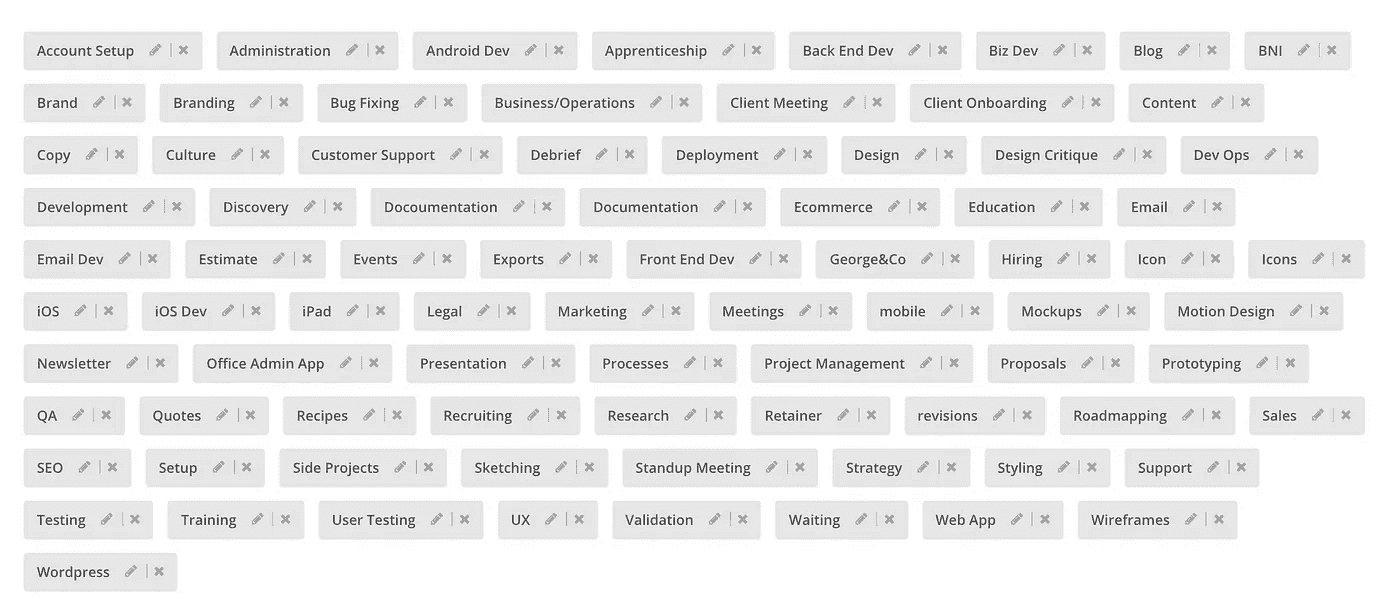 Account Setup Administration Android Dev Apprenticeship Back End Dev Biz Dev Blog BNI
Brand Branding Bug Fixing Business/Operations Client Meeting Client Onboarding Content
Copy Culture Customer Support Debrief Deployment Design Design Critique Dev Ops
Development Discovery Docoumentation Documentation Ecommerce Education Email
Email Dev Estimate Events Exports Front End Dev George&Co Hiring Icon Icons
iOS iOS Dev iPad Legal Marketing Meetings mobile Mockups Motion Design
Newsletter Office Admin App Presentation Processes Project Management Proposals Prototyping
QA Quotes Recipes Recruiting Research Retainer revisions Roadmapping Sales
SEO Setup Side Projects Sketching Standup Meeting Strategy Styling Support
Testing Training User Testing UX Validation Waiting Web App Wireframes
Wordpress